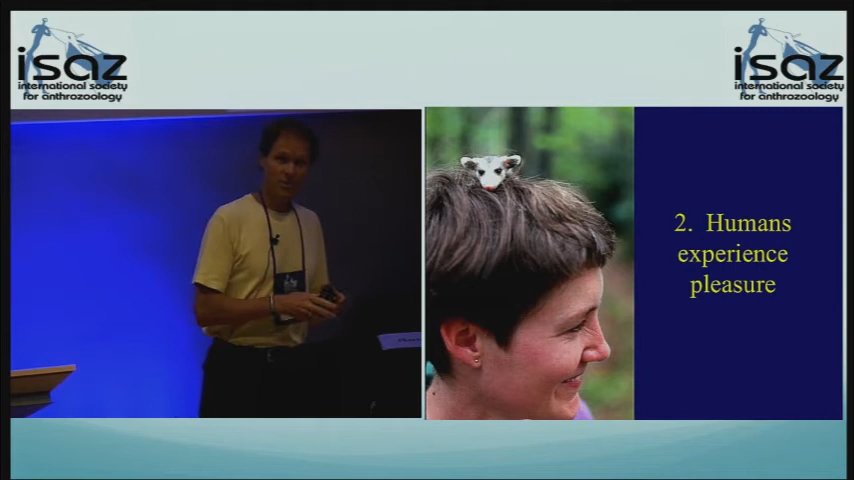 isaz
international society
for anthrozoology
isaz
international society
for anthrozoology
2. Humans
experience
pleasure